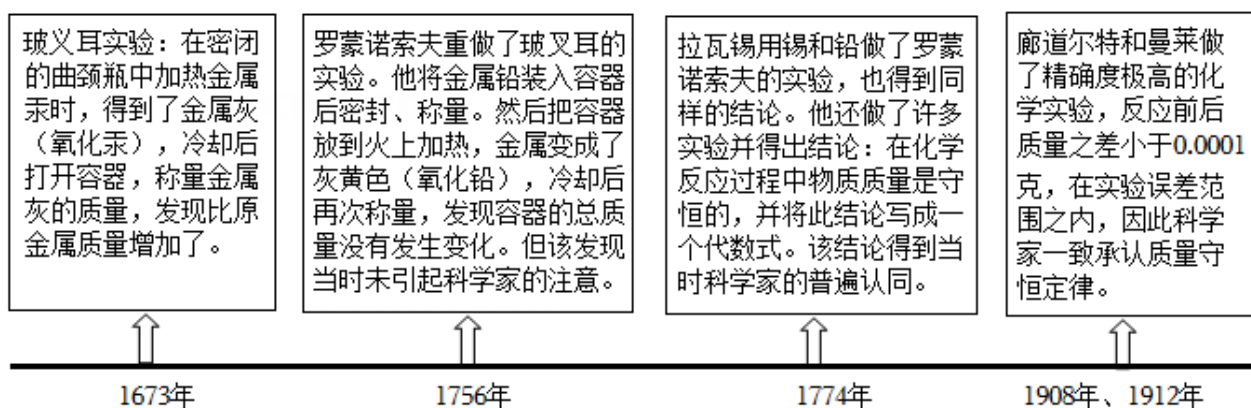 玻义耳实验：在密闭
的曲颈瓶中加热金属
汞时，得到了金属灰
（氧化汞），冷却后
打开容器，称量金属
灰的质量，发现比原
金属质量增加了。
罗蒙诺索夫重做了玻叉耳的
实验。他将金属铅装入容器
后密封、称量。然后把容器
放到火上加热，金属变成了
灰黄色（氧化铅），冷却后
再次称量，发现容器的总质
量没有发生变化。但该发现
当时未引起科学家的注意。
拉瓦锡用锡和铅做了罗蒙
诺索夫的实验，也得到同
样的结论。他还做了许多
实验并得出结论：在化学
反应过程中物质质量是守
恒的，并将此结论写成一
个代数式。该结论得到当
时科学家的普遍认同。
廊道尔特和曼莱做
了精确度极高的化
学实验，反应前后
质量之差小于0.0001
克，在实验误差范
围之内，因此科学
家一致承认质量守
恒定律。
1673年
1756年
1774年
1908年、1912年